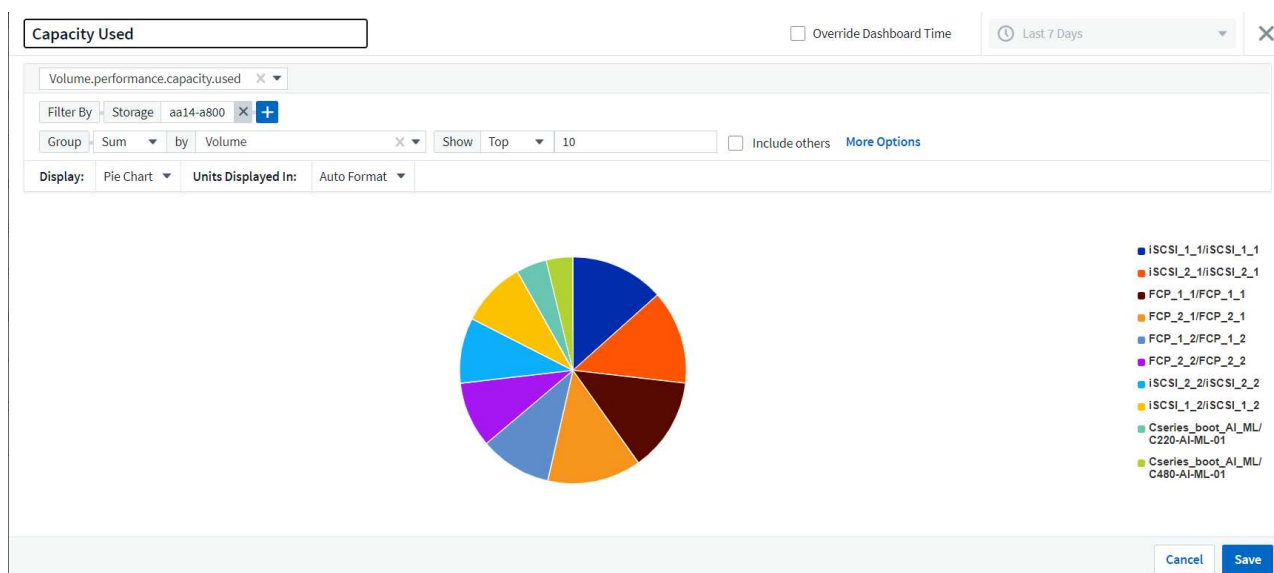 Capacity Used
Override Dashboard Time
Last 7 Days
Volume.performance.capacity.used
Filter By Storage aa14-a800
Group Sum by Volume Show Top 10 Include others More Options
Display: Pie Chart Units Displayed In: Auto Format
iSCSI_1_1/iSCSI_1_1
iSCSI_2_1/iSCSI_2_1
FCP_1_1/FCP_1_1
FCP_2_1/FCP_2_1
FCP_1_2/FCP_1_2
FCP_2_2/FCP_2_2
iSCSI_2_2/iSCSI_2_2
iSCSI_1_2/iSCSI_1_2
Cseries_boot_AI_ML/
C220-AI-ML-01
Cseries_boot_AI_ML/
C480-AI-ML-01
Cancel Save